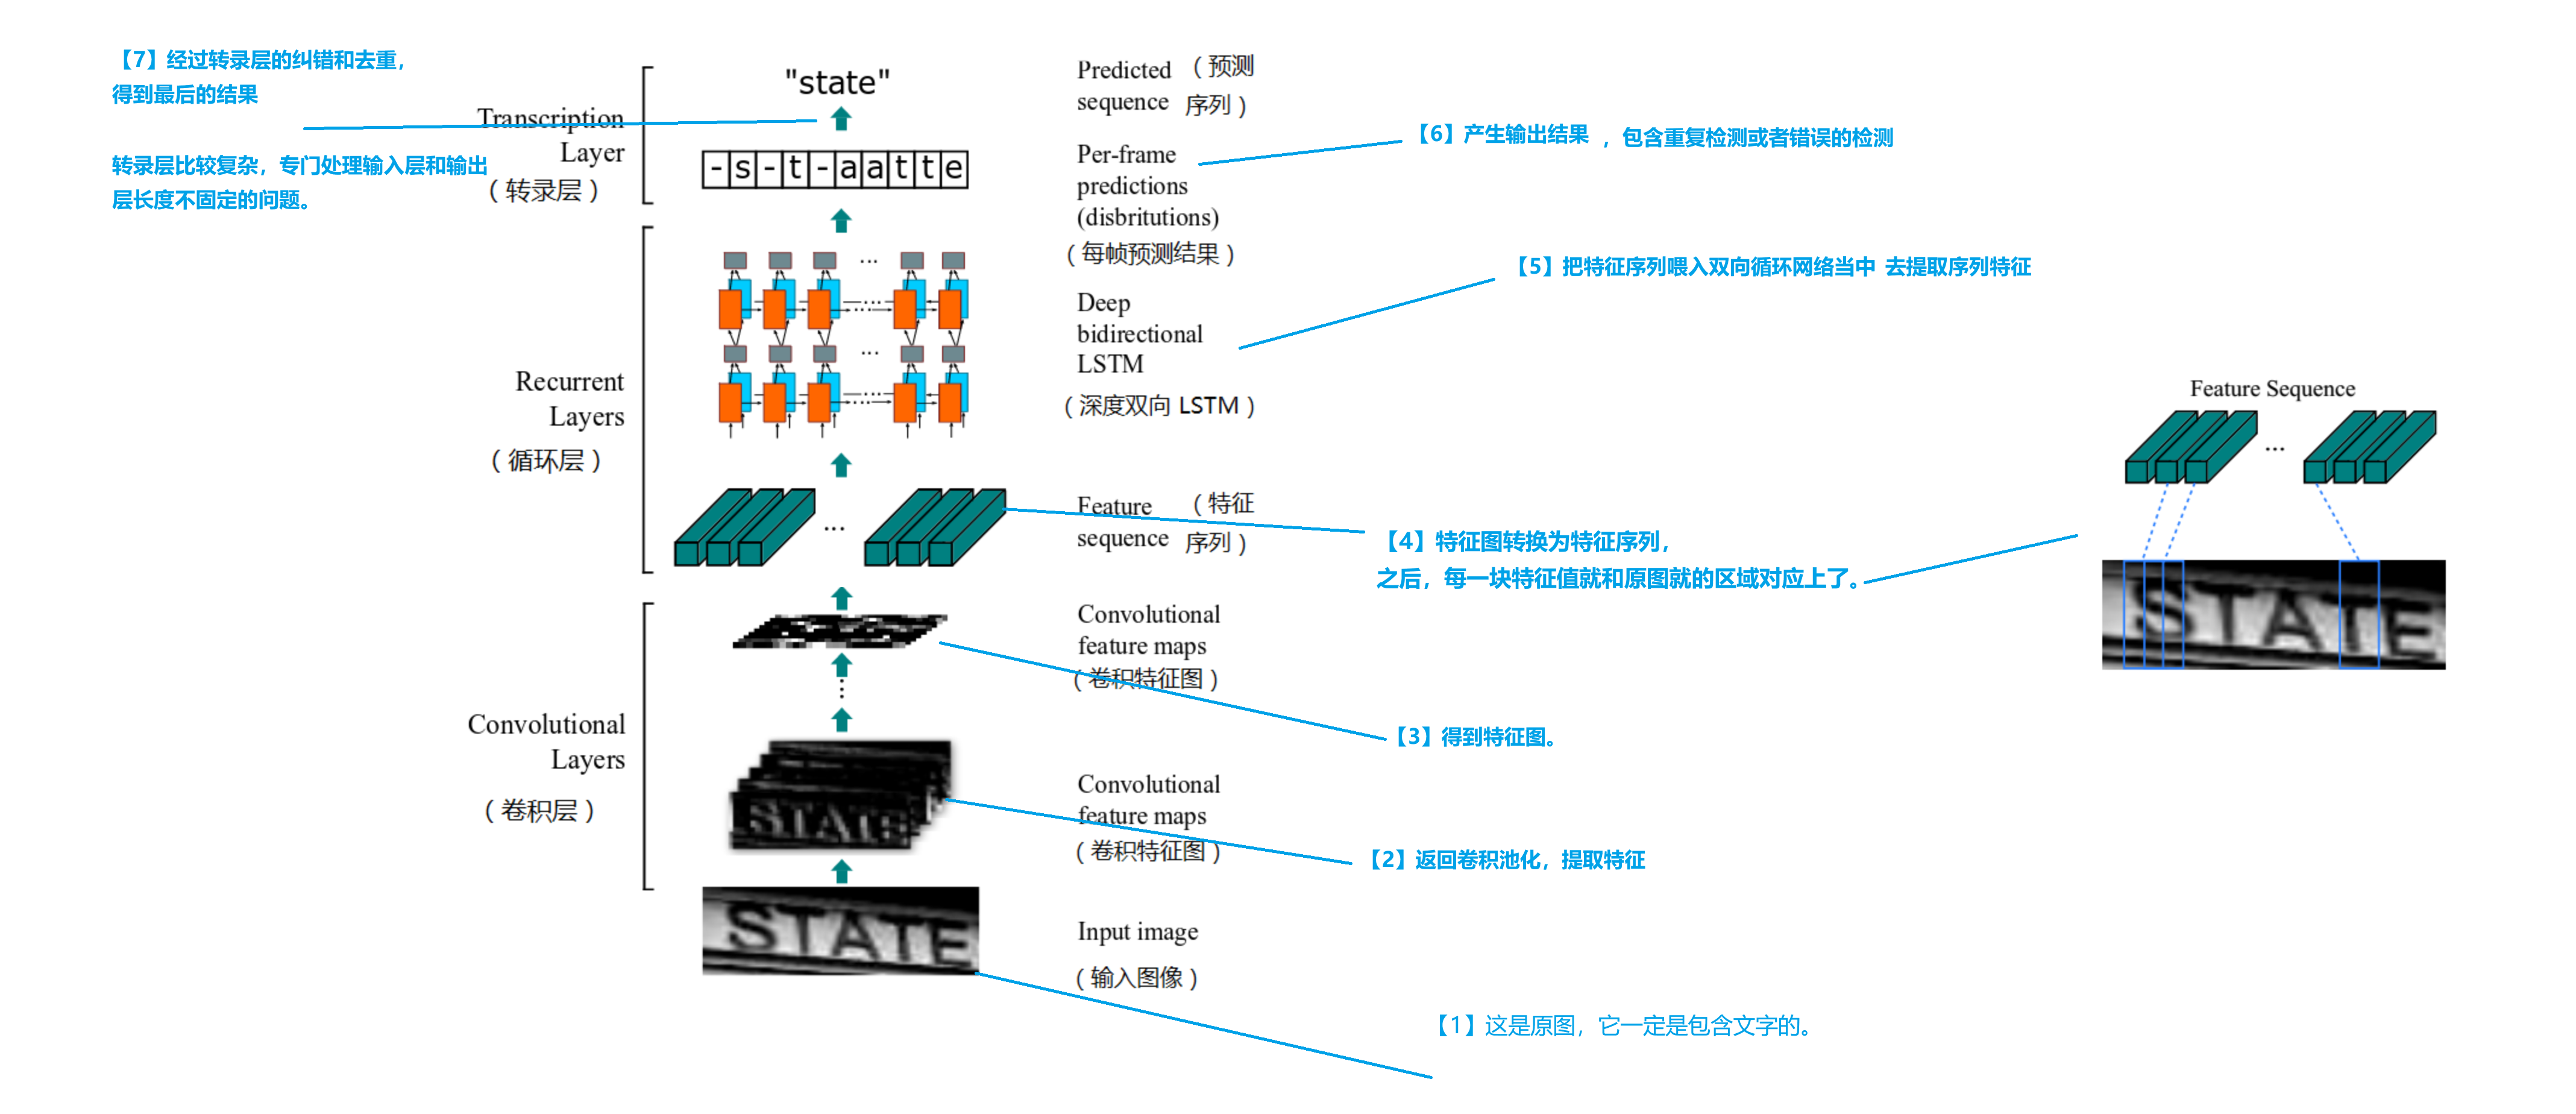 【7】经过转录层的纠错和去重，
得到最后的结果
转录层比较复杂，专门处理输入层和输出
层长度不固定的问题。
Transcription
Layer
（转录层）
"state"
-s-t-aatte
Predicted （预测
sequence 序列）
Per-frame
predictions
(disbritutions)
（每帧预测结果）
【6】产生输出结果 ，包含重复检测或者错误的检测
Recurrent
Layers
（循环层）
...
...
Deep
bidirectional
LSTM
（深度双向 LSTM）
【5】把特征序列喂入双向循环网络当中 去提取序列特征
...
Feature （特征
sequence 序列）
【4】特征图转换为特征序列，
之后，每一块特征值就和原图就的区域对应上了。
Feature Sequence
...
STATE
Convolutional
Layers
（卷积层）
Convolutional
feature maps
（卷积特征图）
【3】得到特征图。
STATE
Convolutional
feature maps
（卷积特征图）
【2】返回卷积池化，提取特征
STATE
Input image
（输入图像）
【1】这是原图，它一定是包含文字的。